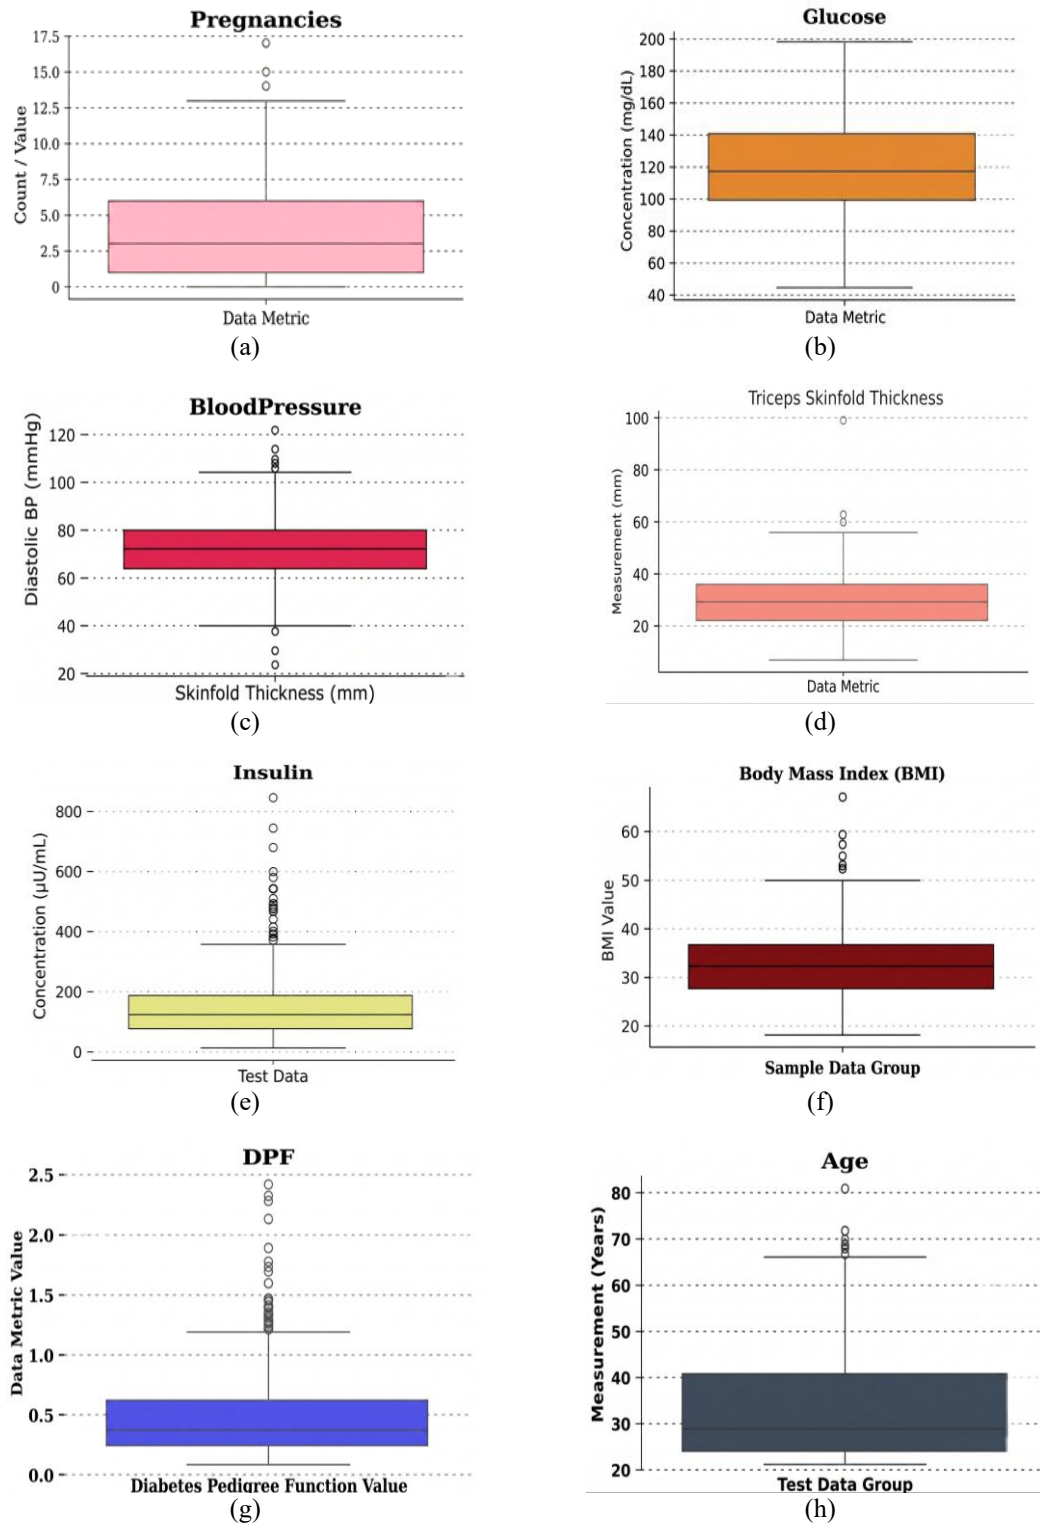 Pregnancies
17.5
15.0
12.5
10.0
7.5
5.0
2.5
0
Count / Value
Data Metric
(a)
Glucose
200
180
160
140
120
100
80
60
40
Concentration (mg/dL)
Data Metric
(b)
BloodPressure
120
100
80
60
40
20
Diastolic BP (mmHg)
Skinfold Thickness (mm)
(c)
Triceps Skinfold Thickness
100
80
60
40
20
Measurement (mm)
Data Metric
(d)
Insulin
800
600
400
200
0
Concentration (µU/mL)
Test Data
(e)
Body Mass Index (BMI)
60
50
40
30
20
BMI Value
Sample Data Group
(f)
DPF
2.5
2.0
1.5
1.0
0.5
0.0
Data Metric Value
Diabetes Pedigree Function Value
(g)
Age
80
70
60
50
40
30
20
Measurement (Years)
Test Data Group
(h)